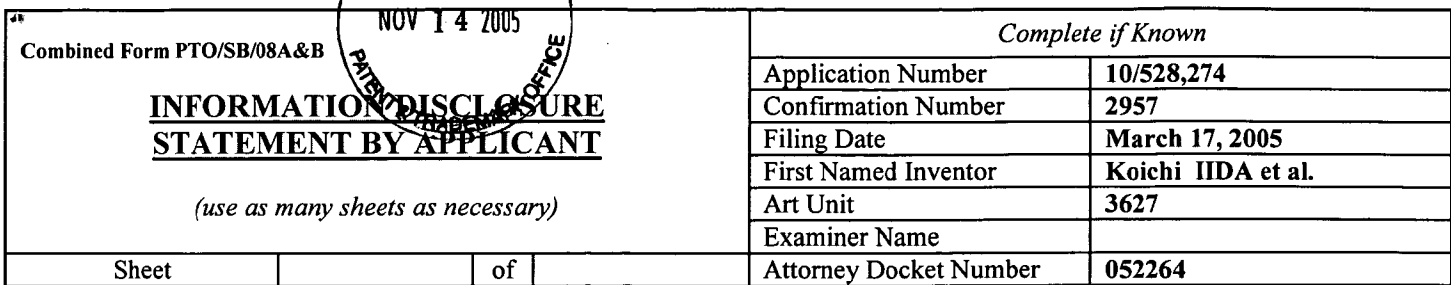 NOV 14 2005
PATENT & TRADEMARK OFFICE
Combined Form PTO/SB/08A&B
INFORMATION DISCLOSURE
STATEMENT BY APPLICANT
(use as many sheets as necessary)
Sheet of
Complete if Known
Application Number 10/528,274
Confirmation Number 2957
Filing Date March 17, 2005
First Named Inventor Koichi IIDA et al.
Art Unit 3627
Examiner Name
Attorney Docket Number 052264